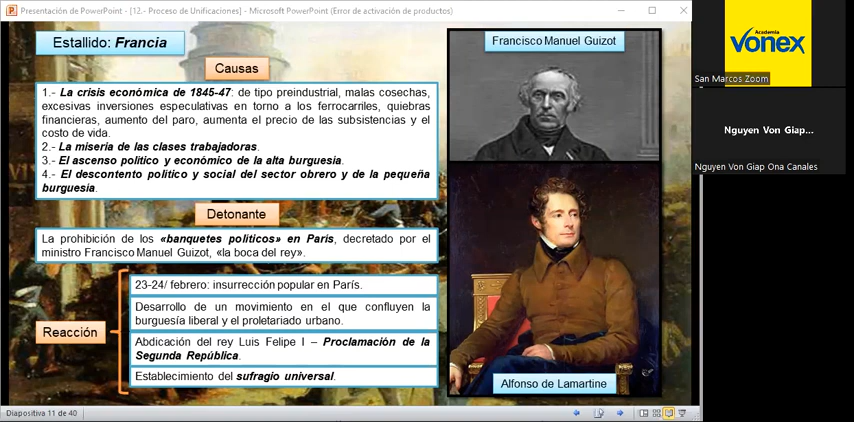 Presentación de PowerPoint - [12.- Proceso de Unificaciones] - Microsoft PowerPoint (Error de activación de productos)
Estallido: Francia
Causas
1.- La crisis económica de 1845-47: de tipo preindustrial, malas cosechas,
excesivas inversiones especulativas en torno a los ferrocarriles, quiebras
financieras, aumento del paro, aumenta el precio de las subsistencias y el
costo de vida.
2.- La miseria de las clases trabajadoras.
3.- El ascenso político y económico de la alta burguesía.
4.- El descontento político y social del sector obrero y de la pequeña
burguesía.
Detonante
La prohibición de los «banquetes políticos» en París, decretado por el
ministro Francisco Manuel Guizot, «la boca del rey».
Reacción
23-24/ febrero: insurrección popular en París.
Desarrollo de un movimiento en el que confluyen la
burguesía liberal y el proletariado urbano.
Abdicación del rey Luis Felipe I – Proclamación de la
Segunda República.
Establecimiento del sufragio universal.
Francisco Manuel Guizot
Alfonso de Lamartine
Academia
vonex
San Marcos Zoom
Nguyen Von Giap...
Nguyen Von Giap Ona Canales
Diapositiva 11 de 40